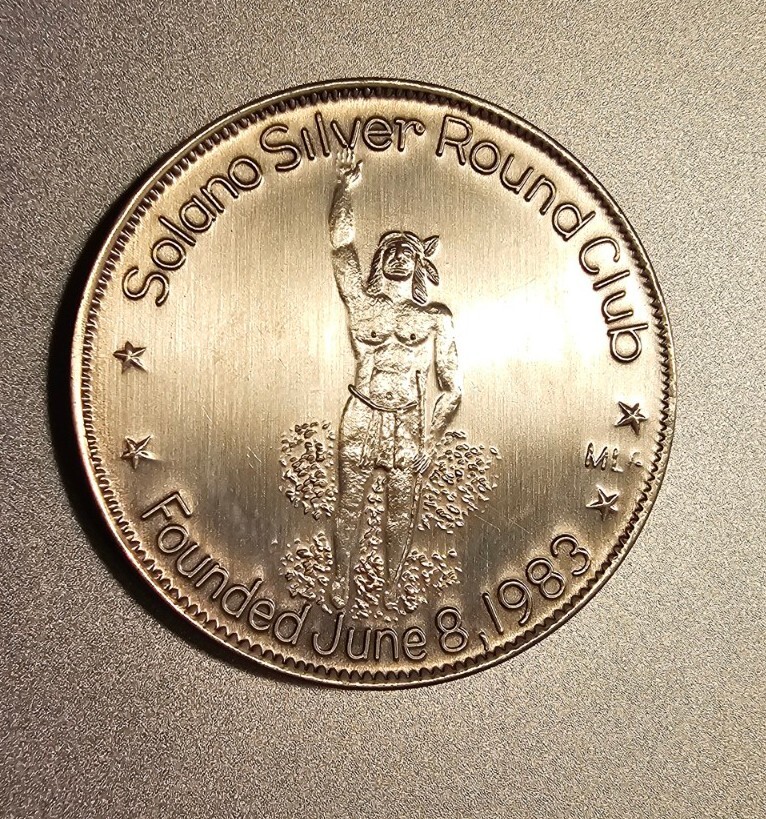 Solano Silver Round Club
Founded June 8, 1983